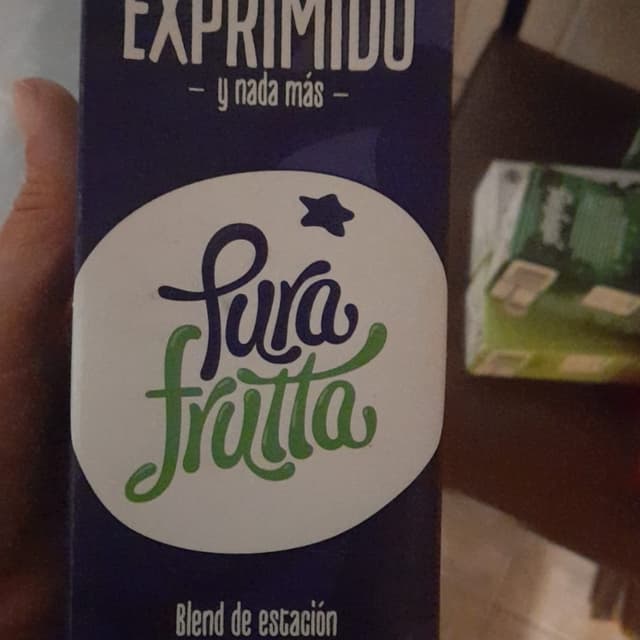 EXPRIMIDO
- y nada más -
Pura
frutta
Blend de estación